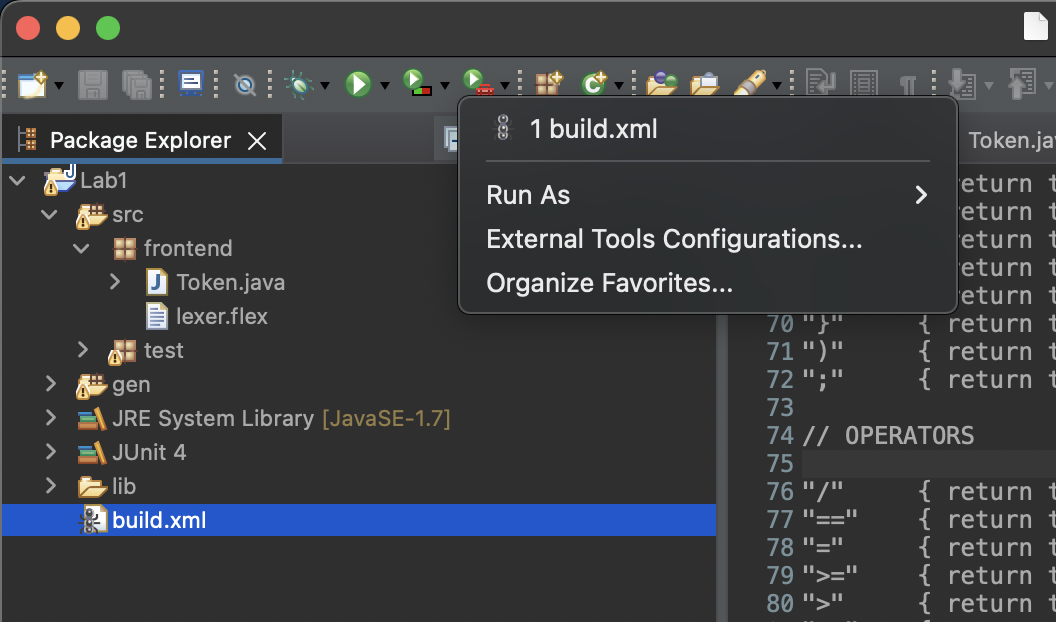 Package Explorer
Lab1
src
frontend
Token.java
lexer.flex
test
gen
JRE System Library [JavaSE-1.7]
JUnit 4
lib
build.xml
1 build.xml
Run As
External Tools Configurations...
Organize Favorites...
Token.ja
return
return
return
return
70 "}" { return
71 ")" { return
72 ";" { return
73
74 // OPERATORS
75
76 "/" { return
77 "==" { return
78 "=" { return
79 ">=" { return
80 ">" { return